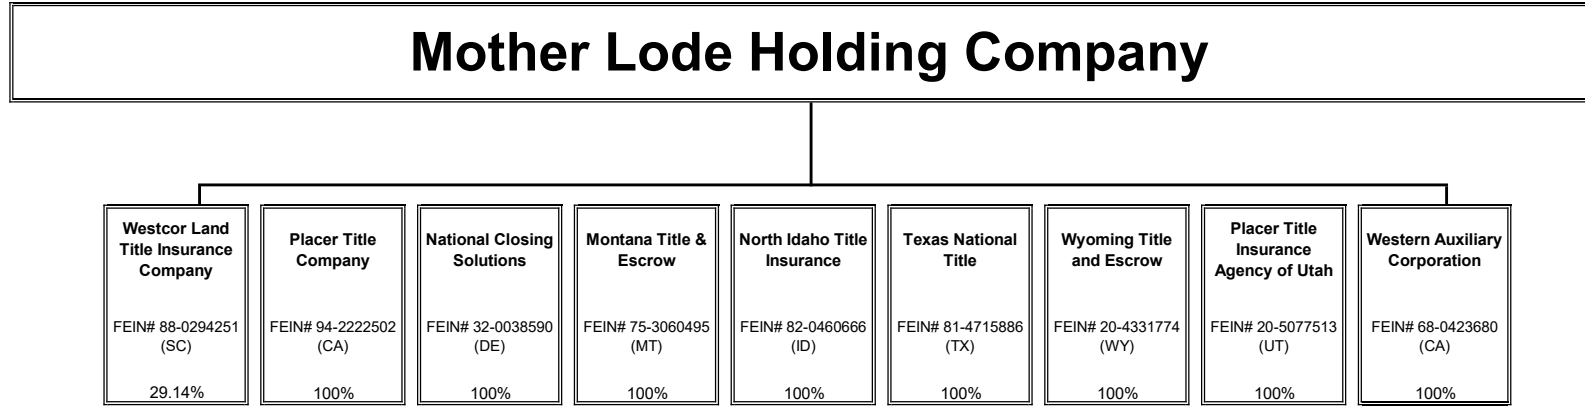 Mother Lode Holding Company
Westcor Land
Title Insurance
Company
FEIN# 88-0294251
(SC)
29.14%
Placer Title
Company
FEIN# 94-2222502
(CA)
100%
National Closing
Solutions
FEIN# 32-0038590
(DE)
100%
Montana Title &
Escrow
FEIN# 75-3060495
(MT)
100%
North Idaho Title
Insurance
FEIN# 82-0460666
(ID)
100%
Texas National
Title
FEIN# 81-4715886
(TX)
100%
Wyoming Title
and Escrow
FEIN# 20-4331774
(WY)
100%
Placer Title
Insurance
Agency of Utah
FEIN# 20-5077513
(UT)
100%
Western Auxiliary
Corporation
FEIN# 68-0423680
(CA)
100%